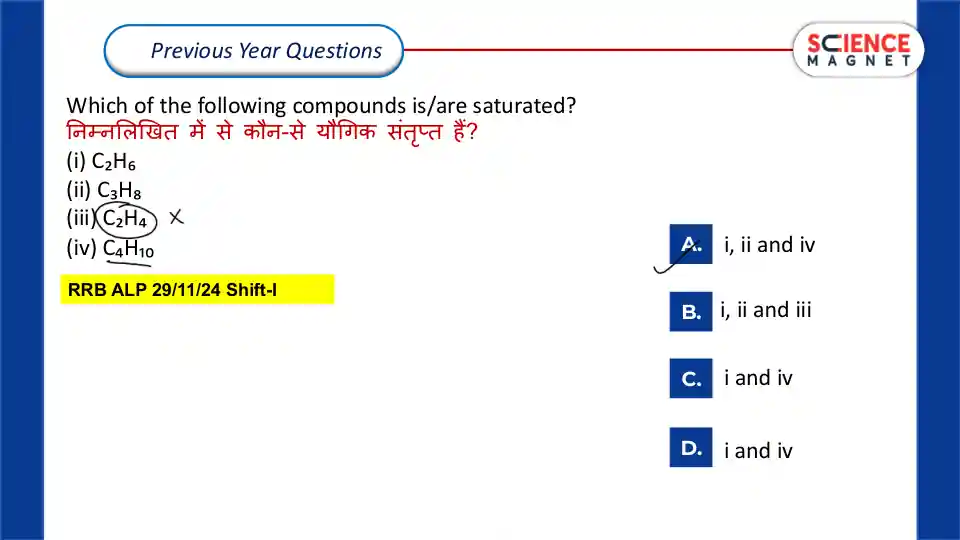 Previous Year Questions
SCIENCE
MAGNET
Which of the following compounds is/are saturated?
निम्नलिखित में से कौन-से यौगिक संतृप्त हैं?
(i) C₂H₆
(ii) C₃H₈
(iii) C₂H₄ ×
(iv) C₄H₁₀
RRB ALP 29/11/24 Shift-I
A. i, ii and iv
B. i, ii and iii
C. i and iv
D. i and iv